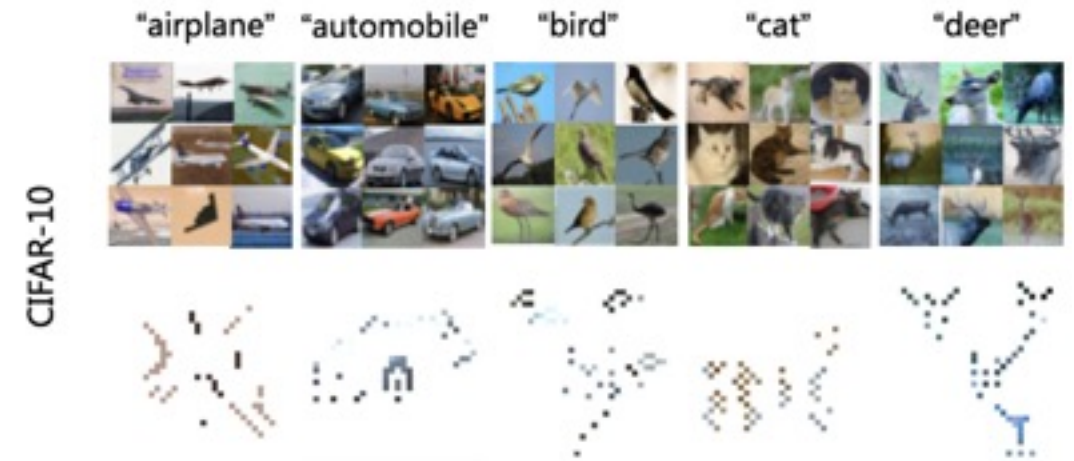 “airplane” “automobile” “bird” “cat” “deer”
CIFAR-10